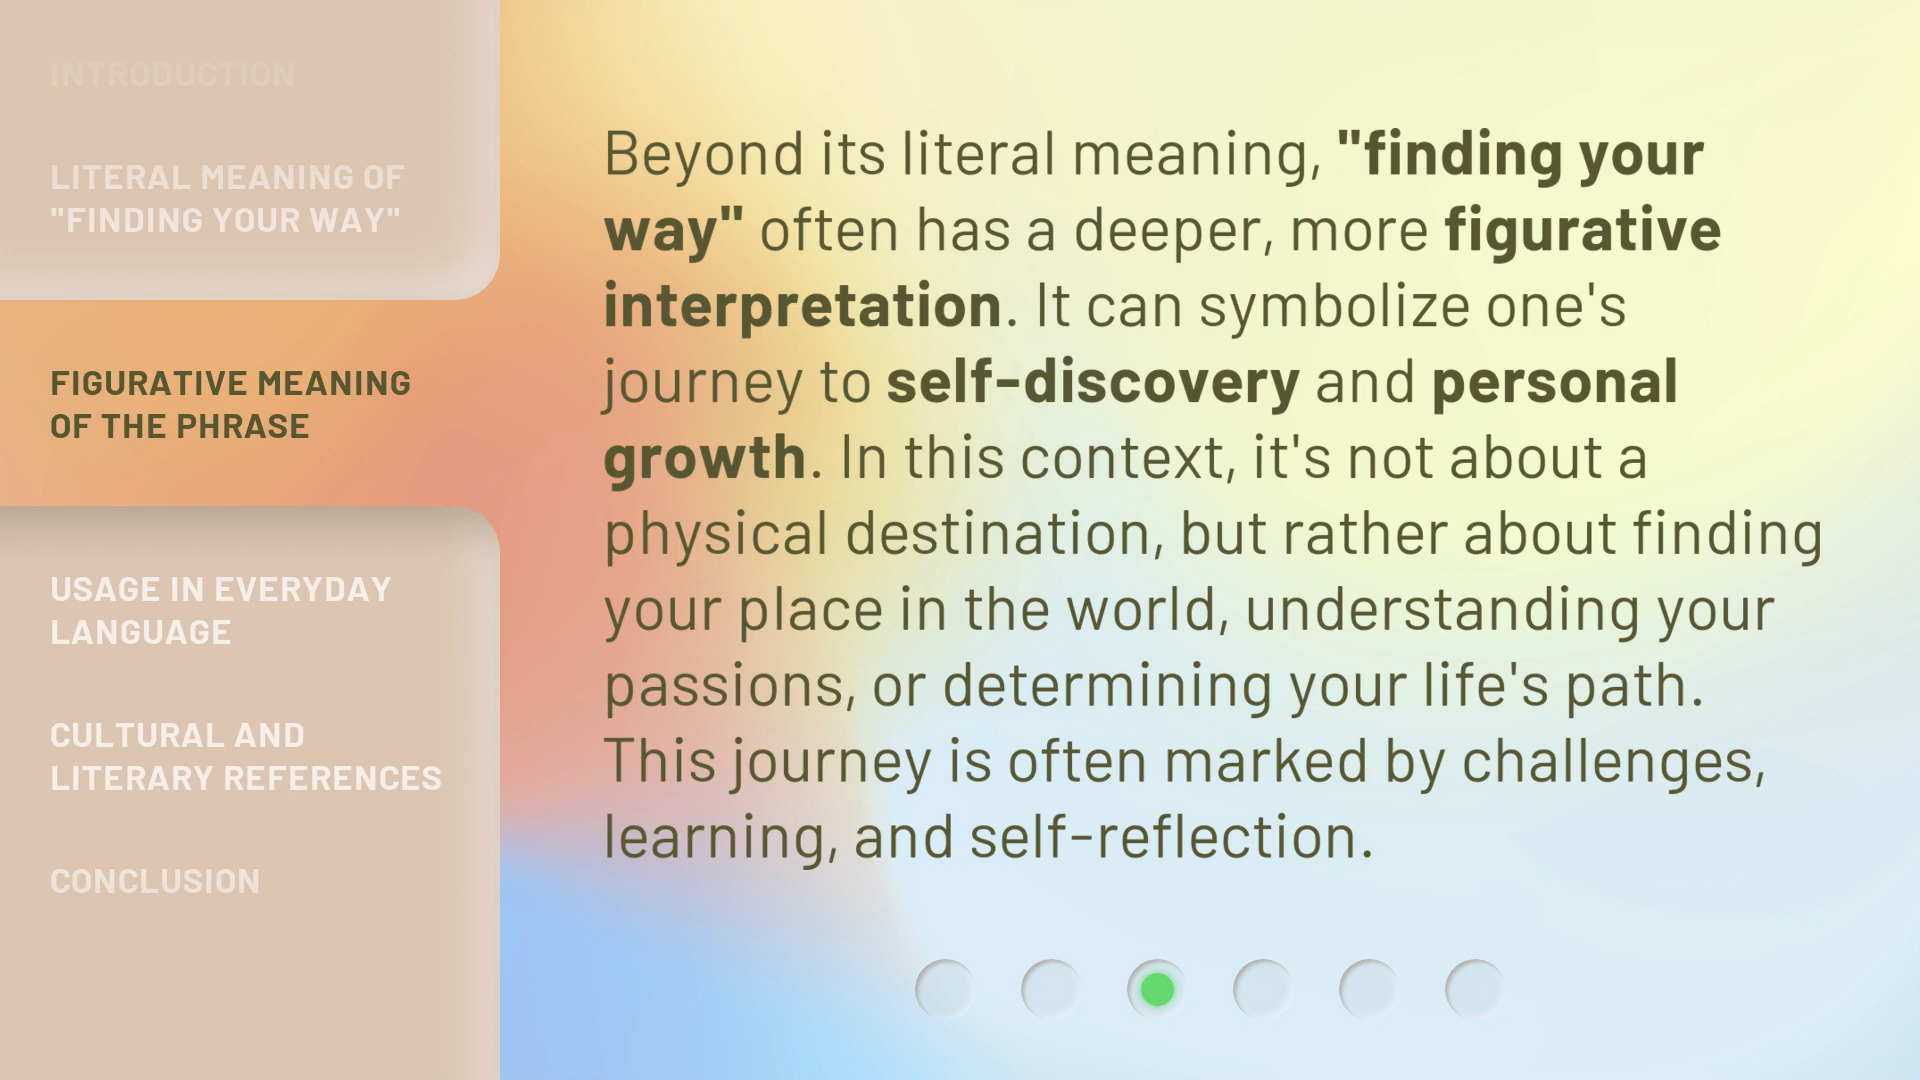 INTRODUCTION
LITERAL MEANING OF
"FINDING YOUR WAY"
FIGURATIVE MEANING
OF THE PHRASE
USAGE IN EVERYDAY
LANGUAGE
CULTURAL AND
LITERARY REFERENCES
CONCLUSION
Beyond its literal meaning, "finding your
way" often has a deeper, more figurative
interpretation. It can symbolize one's
journey to self-discovery and personal
growth. In this context, it's not about a
physical destination, but rather about finding
your place in the world, understanding your
passions, or determining your life's path.
This journey is often marked by challenges,
learning, and self-reflection.